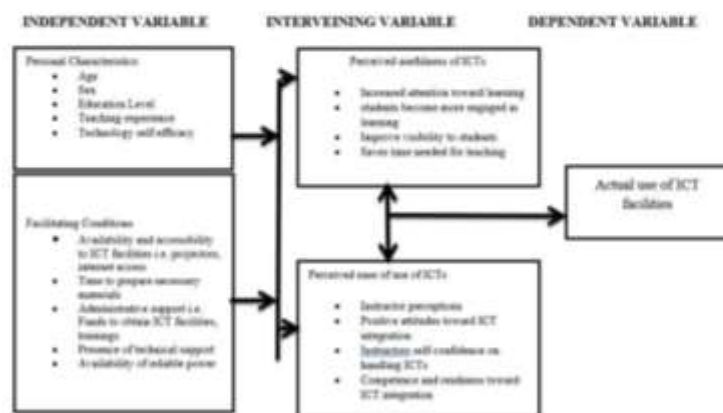 INDEPENDENT VARIABLE
INTERVEINING VARIABLE
DEPENDENT VARIABLE
Personal Characteristics
Age
Sex
Education Level
Teaching experience
Technology self efficacy
Facilitating Conditions
Availability and accessibility
to ICT facilities i.e. projectors,
internet access
Time to prepare necessary
materials
Administrative support i.e.
Funds to obtain ICT facilities,
trainings
Presence of technical support
Availability of reliable power
Perceived usefulness of ICTs
Increased attention toward learning
students become more engaged in
learning
Improve visibility to students
Saves time needed for teaching
Perceived ease of use of ICTs
Instructor perceptions
Positive attitudes toward ICT
integration
Instructors self confidence on
handling ICTs
Competence and readiness toward
ICT integration
Actual use of ICT
facilities